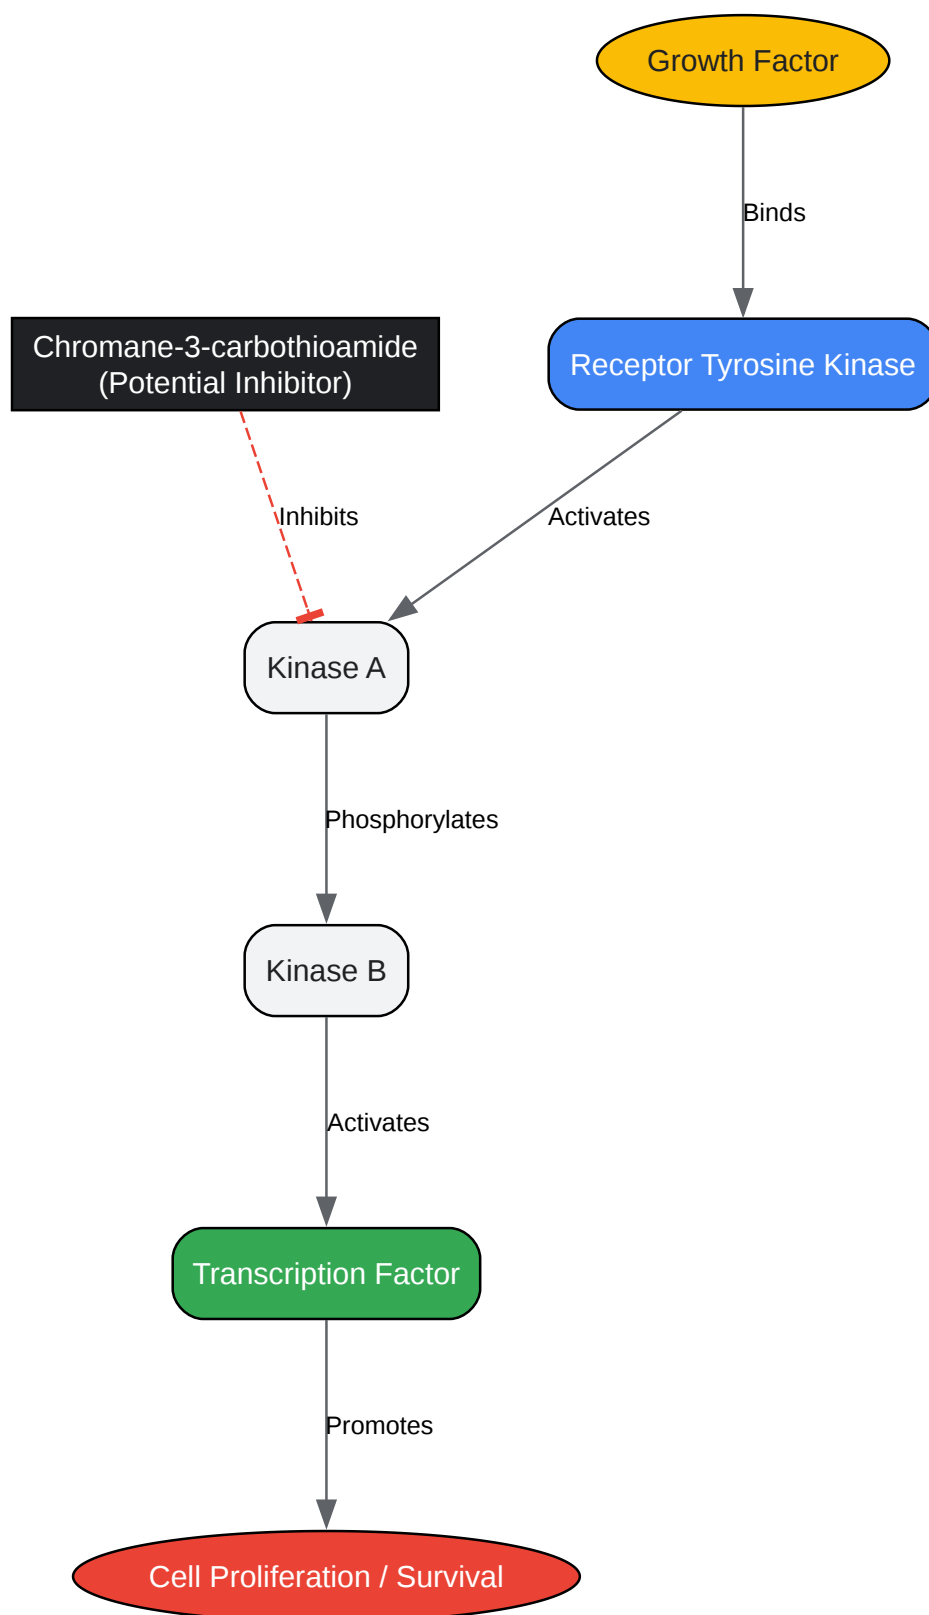 Growth Factor
Binds
Chromane-3-carbothioamide
(Potential Inhibitor)
Receptor Tyrosine Kinase
Inhibits
Activates
Kinase A
Phosphorylates
Kinase B
Activates
Transcription Factor
Promotes
Cell Proliferation / Survival